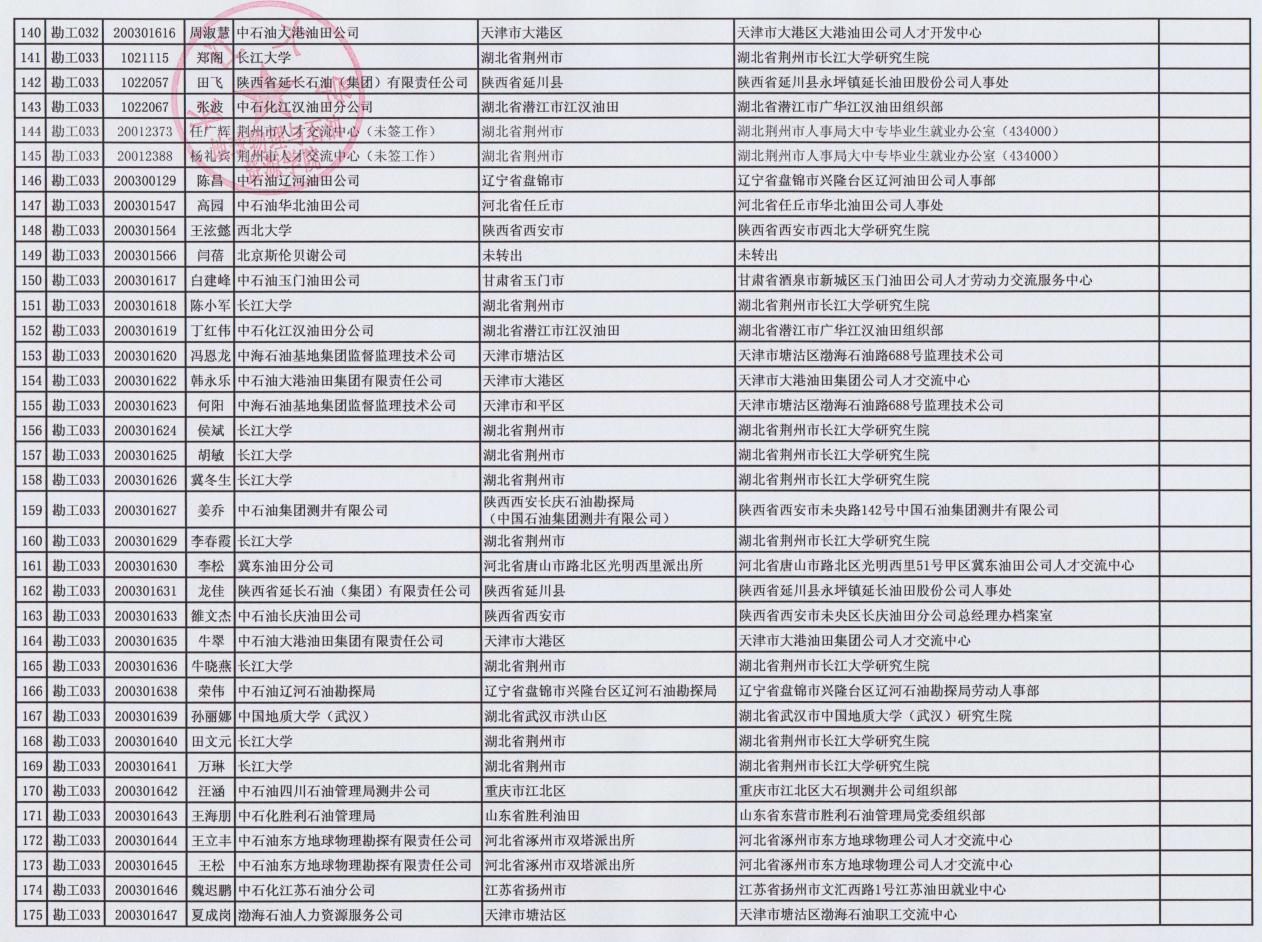 140 勘工032 200301616 周淑慧 中石油大港油田公司 天津市大港区 天津市大港区大港油田公司人才开发中心
141 勘工033 1021115 郑阁 长江大学 湖北省荆州市 湖北省荆州市长江大学研究生院
142 勘工033 1022057 田飞 陕西省延长石油（集团）有限责任公司 陕西省延川县 陕西省延川县永坪镇延长油田股份公司人事处
143 勘工033 1022067 张波 中石化江汉油田分公司 湖北省潜江市江汉油田 湖北省潜江市广华江汉油田组织部
144 勘工033 20012373 任广辉 荆州市人才交流中心（未签工作） 湖北省荆州市 湖北荆州市人事局大中专毕业生就业办公室（434000）
145 勘工033 20012388 杨礼宾 荆州市人才交流中心（未签工作） 湖北省荆州市 湖北荆州市人事局大中专毕业生就业办公室（434000）
146 勘工033 200300129 陈昌 中石油辽河油田公司 辽宁省盘锦市 辽宁省盘锦市兴隆台区辽河油田公司人事部
147 勘工033 200301547 高园 中石油华北油田公司 河北省任丘市 河北省任丘市华北油田公司人事处
148 勘工033 200301564 王泫懿 西北大学 陕西省西安市 陕西省西安市西北大学研究生院
149 勘工033 200301566 闫蓓 北京斯伦贝谢公司 未转出 未转出
150 勘工033 200301617 白建峰 中石油玉门油田公司 甘肃省玉门市 甘肃省酒泉市新城区玉门油田公司人才劳动力交流服务中心
151 勘工033 200301618 陈小军 长江大学 湖北省荆州市 湖北省荆州市长江大学研究生院
152 勘工033 200301619 丁红伟 中石化江汉油田分公司 湖北省潜江市江汉油田 湖北省潜江市广华江汉油田组织部
153 勘工033 200301620 冯恩龙 中海石油基地集团监督监理技术公司 天津市塘沽区 天津市塘沽区渤海石油路688号监理技术公司
154 勘工033 200301622 韩永乐 中石油大港油田集团有限责任公司 天津市大港区 天津市大港油田集团公司人才交流中心
155 勘工033 200301623 何阳 中海石油基地集团监督监理技术公司 天津市和平区 天津市塘沽区渤海石油路688号监理技术公司
156 勘工033 200301624 侯斌 长江大学 湖北省荆州市 湖北省荆州市长江大学研究生院
157 勘工033 200301625 胡敏 长江大学 湖北省荆州市 湖北省荆州市长江大学研究生院
158 勘工033 200301626 冀冬生 长江大学 湖北省荆州市 湖北省荆州市长江大学研究生院
159 勘工033 200301627 姜乔 中石油集团测井有限公司 陕西西安长庆石油勘探局
（中国石油集团测井有限公司） 陕西省西安市未央路142号中国石油集团测井有限公司
160 勘工033 200301629 李春霞 长江大学 湖北省荆州市 湖北省荆州市长江大学研究生院
161 勘工033 200301630 李松 冀东油田分公司 河北省唐山市路北区光明西里派出所 河北省唐山市路北区光明西里51号甲区冀东油田公司人才交流中心
162 勘工033 200301631 龙佳 陕西省延长石油（集团）有限责任公司 陕西省延川县 陕西省延川县永坪镇延长油田股份公司人事处
163 勘工033 200301632 雒文杰 中石油长庆油田公司 陕西省西安市 陕西省西安市未央区长庆油田分公司总经理办档案室
164 勘工033 200301635 牛翠 中石油大港油田集团有限责任公司 天津市大港区 天津市大港油田集团公司人才交流中心
165 勘工033 200301636 牛晓燕 长江大学 湖北省荆州市 湖北省荆州市长江大学研究生院
166 勘工033 200301638 荣伟 中石油辽河石油勘探局 辽宁省盘锦市兴隆台区辽河石油勘探局 辽宁省盘锦市兴隆台区辽河石油勘探局劳动人事部
167 勘工033 200301639 孙丽娜 中国地质大学（武汉） 湖北省武汉市洪山区 湖北省武汉市中国地质大学（武汉）研究生院
168 勘工033 200301640 田文元 长江大学 湖北省荆州市 湖北省荆州市长江大学研究生院
169 勘工033 200301641 万琳 长江大学 湖北省荆州市 湖北省荆州市长江大学研究生院
170 勘工033 200301642 汪涵 中石油四川石油管理局测井公司 重庆市江北区 重庆市江北区大石坝测井公司组织部
171 勘工033 200301643 王海朋 中石化胜利石油管理局 山东省胜利油田 山东省东营市胜利石油管理局党委组织部
172 勘工033 200301644 王立丰 中石油东方地球物理勘探有限责任公司 河北省涿州市双塔派出所 河北省涿州市东方地球物理公司人才交流中心
173 勘工033 200301645 王松 中石油东方地球物理勘探有限责任公司 河北省涿州市双塔派出所 河北省涿州市东方地球物理公司人才交流中心
174 勘工033 200301646 魏迟鹏 中石化江苏石油分公司 江苏省扬州市 江苏省扬州市文汇西路1号江苏油田就业中心
175 勘工033 200301647 夏成岗 渤海石油人力资源服务公司 天津市塘沽区 天津市塘沽区渤海石油职工交流中心